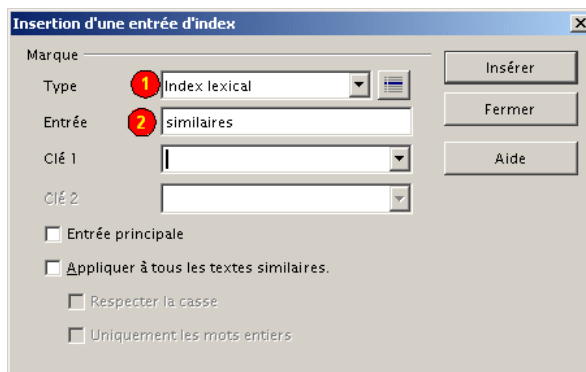 Insertion d'une entrée d'index
Marque
Type 1 Index lexical
Insérer
Entrée 2 similaires
Fermer
Clé 1
Aide
Clé 2
Entrée principale
Appliquer à tous les textes similaires.
Respecter la casse
Uniquement les mots entiers